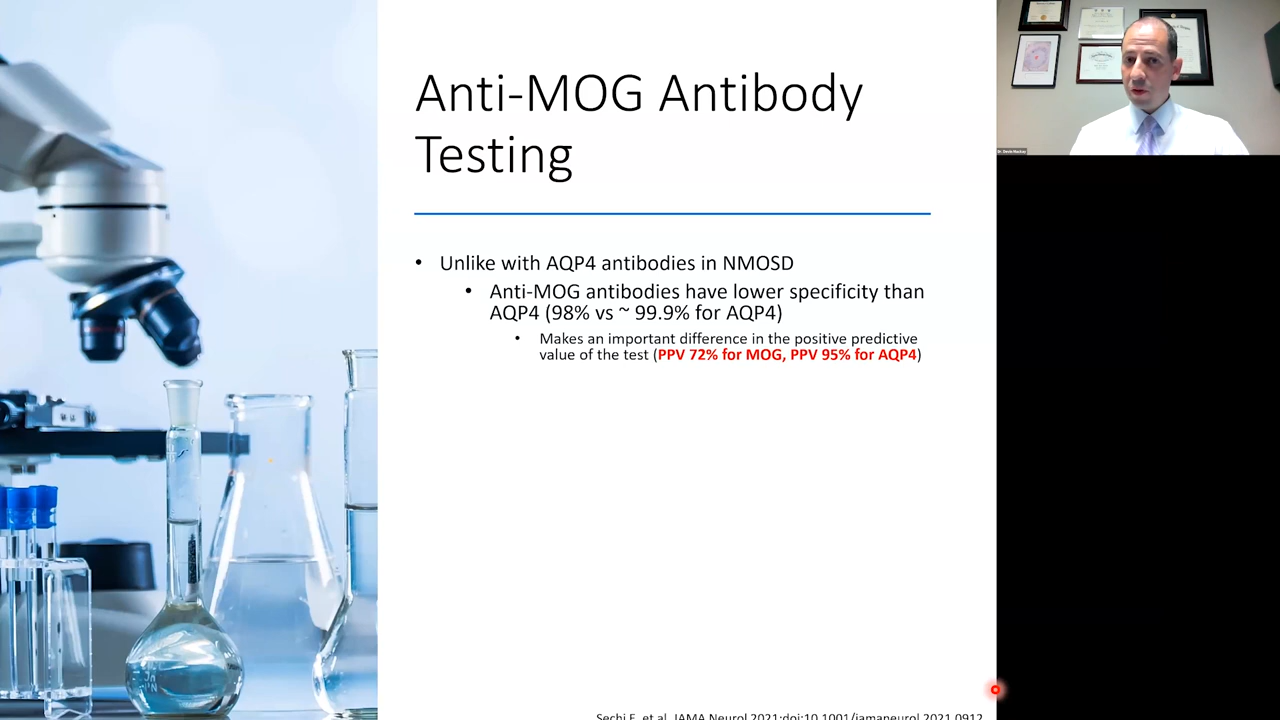 Anti-MOG Antibody
Testing
• Unlike with AQP4 antibodies in NMOSD
• Anti-MOG antibodies have lower specificity than
AQP4 (98% vs ~ 99.9% for AQP4)
• Makes an important difference in the positive predictive
value of the test (PPV 72% for MOG, PPV 95% for AQP4)
Sechi E, et al. JAMA Neurol 2021;doi:10.1001/jamaneurol.2021.0912